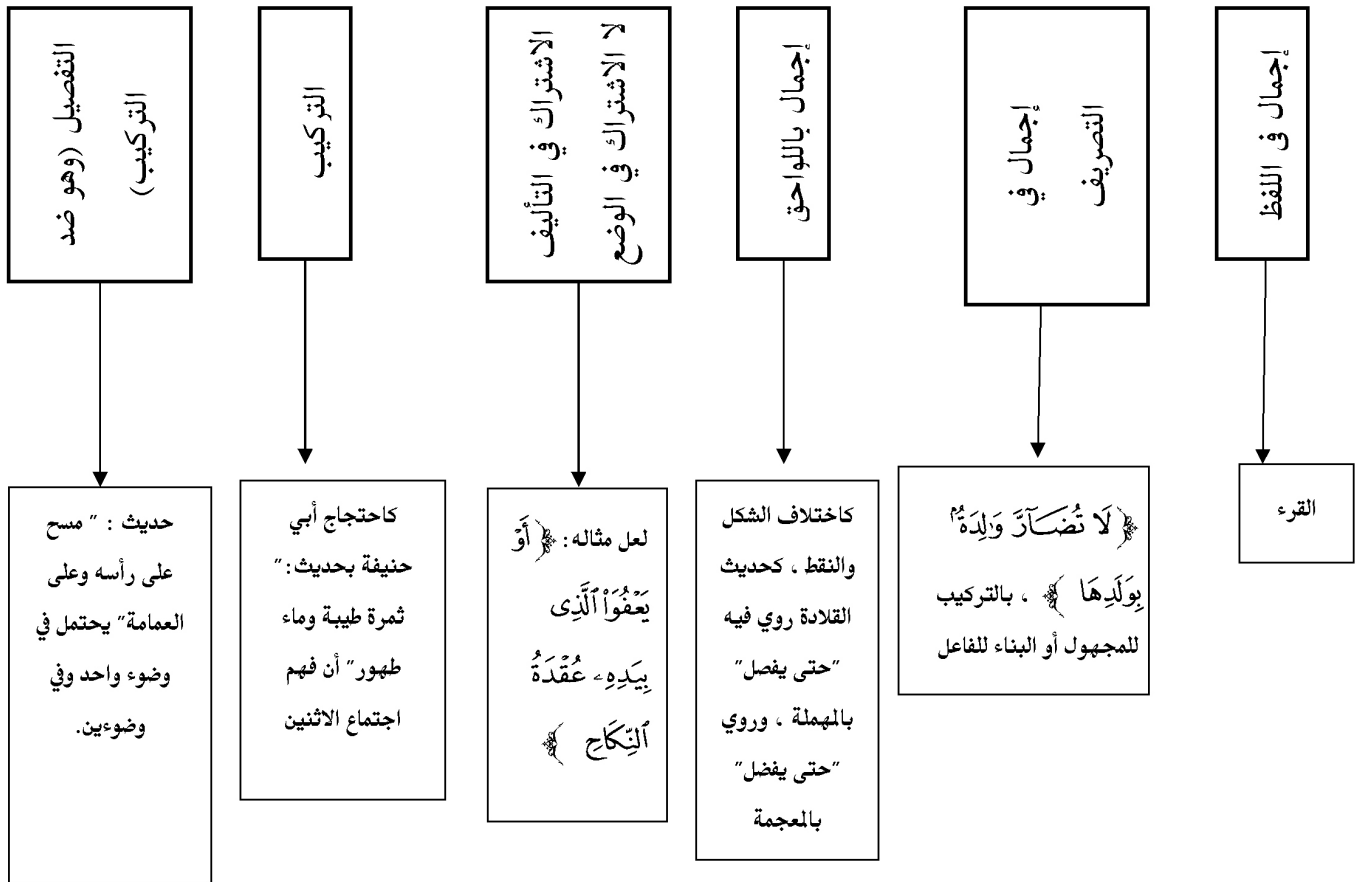 إجمال في اللفظ
إجمال في
التصريف
إجمال باللواحق
الاشتراك في التأليف
لا الاشتراك في الوضع
التركيب
التفصيل (وهو ضد
التركيب)
القرء
﴿ لَا تُضَآرَّ وَٰلِدَةُۢ
بِوَلَدِهَا ﴾ ، بالتركيب
للمجهول أو البناء للفاعل
كاختلاف الشكل
والنقط ، كحديث
القلادة روي فيه
"حتى يفصل"
بالمهملة ، وروي
"حتى يفضل"
بالمعجمة
لعل مثاله: ﴿ أَوۡ
يَعۡفُوَاْ ٱلَّذِى
بِيَدِهِۦ عُقۡدَةُ
ٱلنِّكَاحِ ﴾
كاحتجاج أبي
حنيفة بحديث: "
ثمرة طيبة وماء
طهور" أن فهم
اجتماع الاثنين
حديث : " مسح
على رأسه وعلى
العمامة" يحتمل في
وضوء واحد وفي
وضوءين.